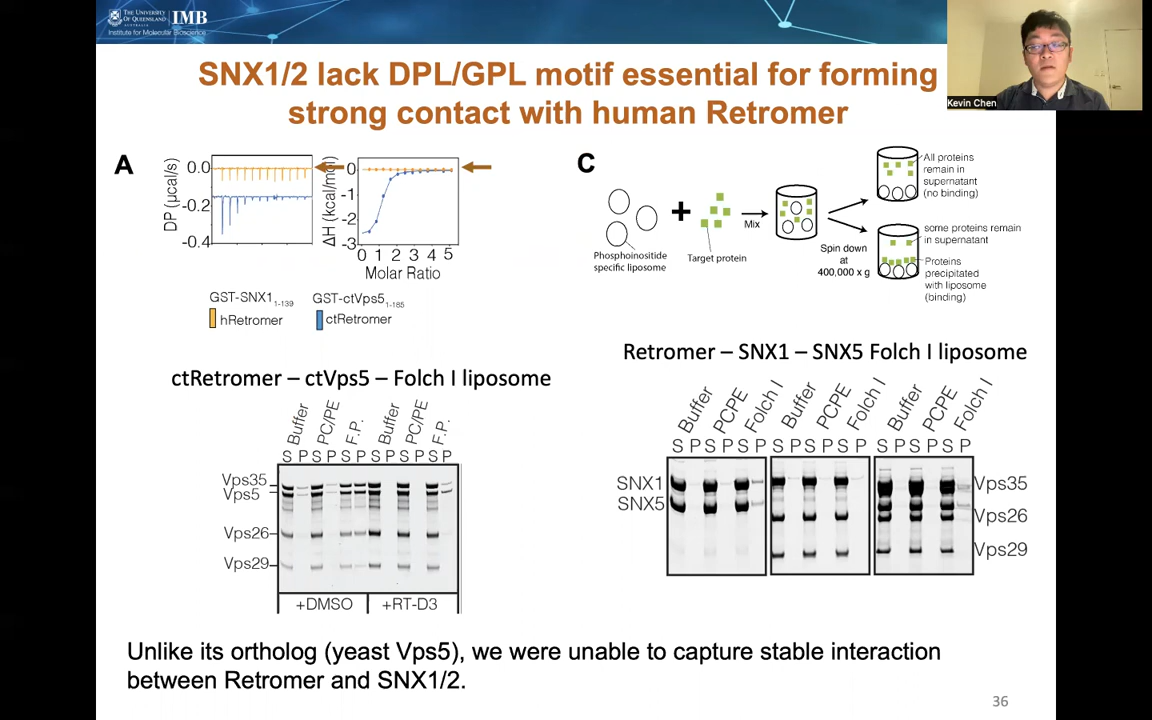 THE UNIVERSITY
OF QUEENSLAND
AUSTRALIA
IMB
Institute for Molecular Bioscience
Kevin Chen
SNX1/2 lack DPL/GPL motif essential for forming
strong contact with human Retromer
A
DP (µcal/s)
0.0
-0.2
-0.4
ΔH (kcal/mol)
0
-1
-2
-3
0 1 2 3 4 5
Molar Ratio
GST-SNX1 1-139
hRetromer
GST-ctVps5 1-185
ctRetromer
C
Phosphoinositide
specific liposome
+
Target protein
Mix
Spin down
at
400,000 x g
All proteins
remain in
supernatant
(no binding)
some proteins remain
in supernatant
Proteins
precipitated
with liposome
(binding)
ctRetromer – ctVps5 – Folch I liposome
Buffer PC/PE F.P. Buffer PC/PE F.P.
S P S P S P S P S P S P
Vps35
Vps5
Vps26
Vps29
+DMSO +RT-D3
Retromer – SNX1 – SNX5 Folch I liposome
Buffer PCPE Folch I Buffer PCPE Folch I Buffer PCPE Folch I
S P S P S P S P S P S P S P S P S P
SNX1
SNX5
Vps35
Vps26
Vps29
Unlike its ortholog (yeast Vps5), we were unable to capture stable interaction
between Retromer and SNX1/2.
36